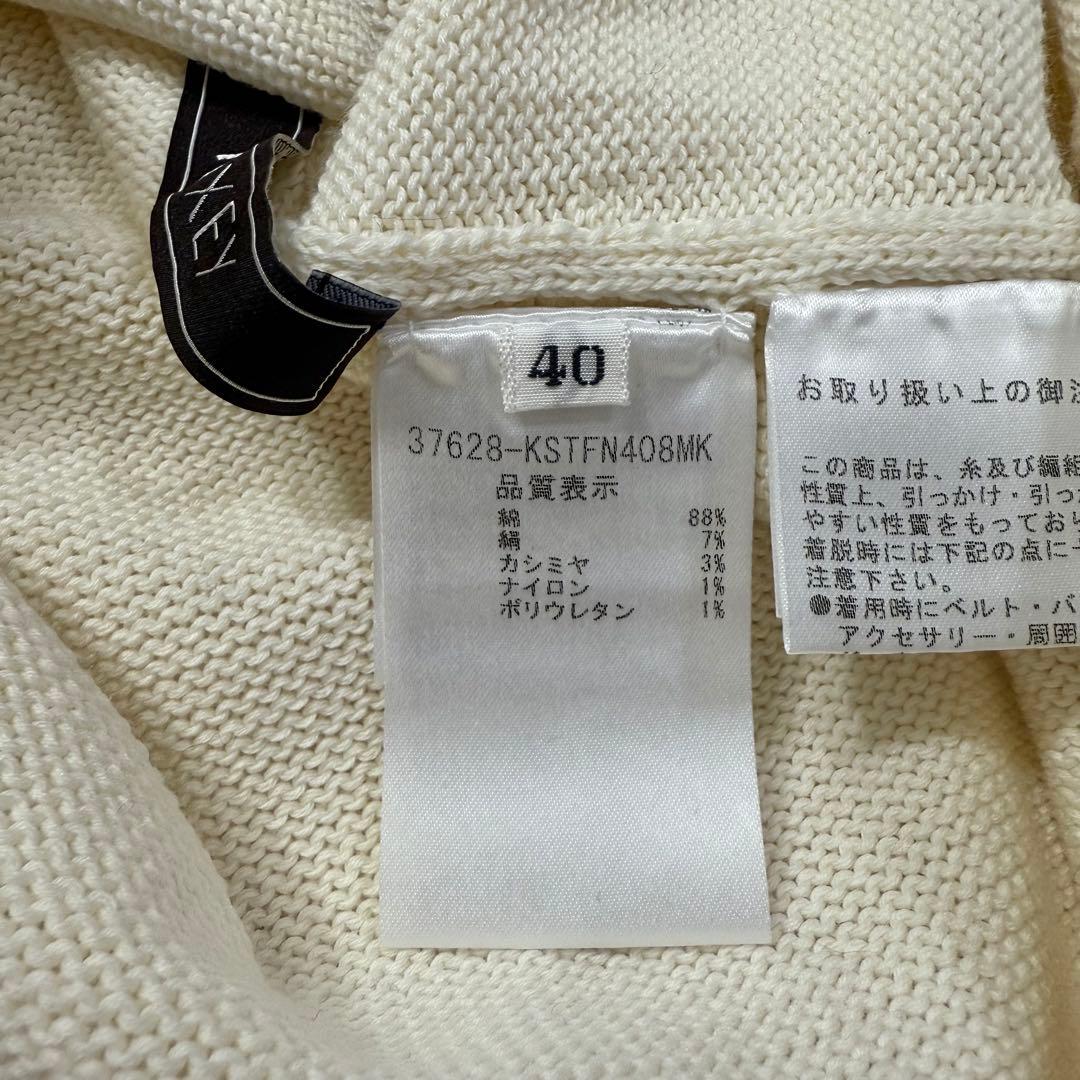 NEY
40
37628-KSTFN408MK
品質表示
綿 88%
絹 7%
カシミヤ 3%
ナイロン 1%
ポリウレタン 1%
お取り扱い上の御注
この商品は、糸及び編組
性質上、引っかけ・引っ
やすい性質をもっており
着脱時には下記の点に
注意下さい。
●着用時にベルト・バ
アクセサリー・周囲